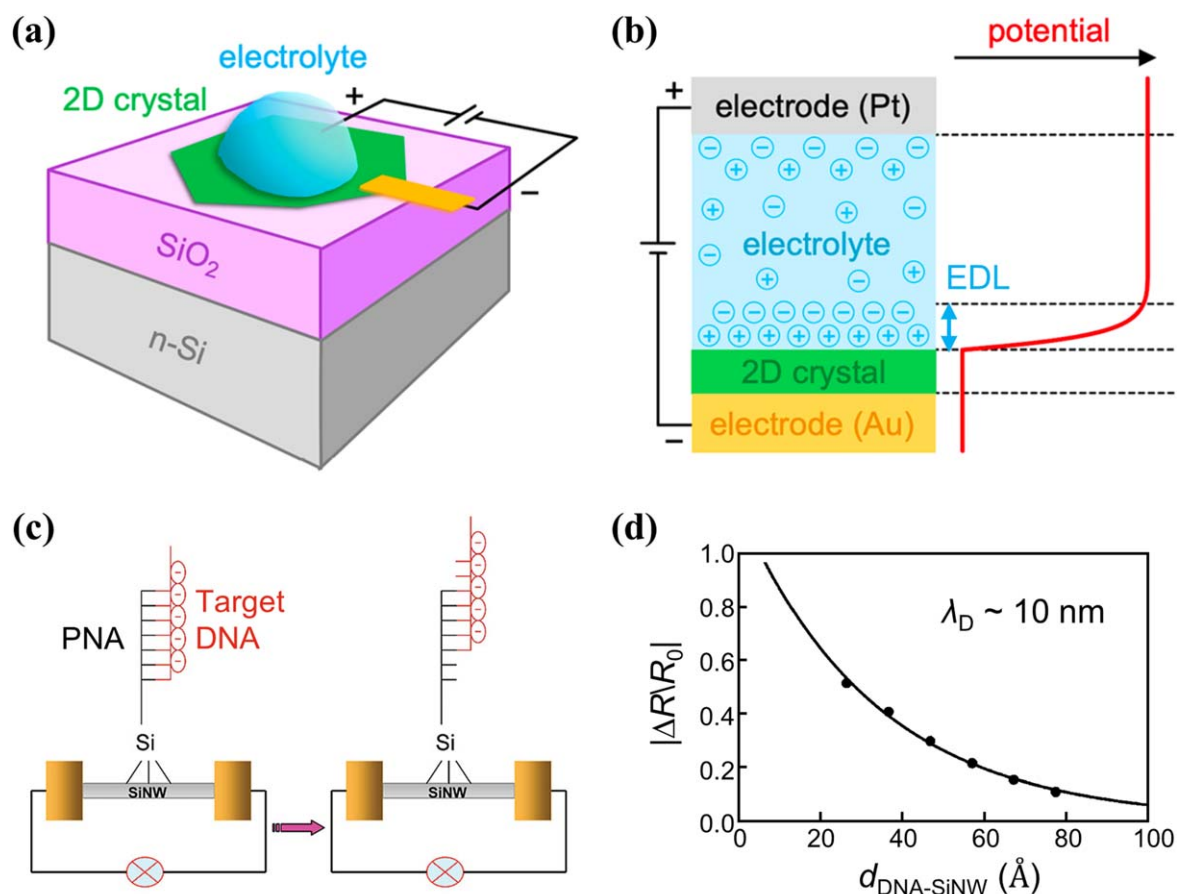 (a)
electrolyte
2D crystal
+
−
SiO₂
n-Si
(b)
potential
+
electrode (Pt)
− − − − −
+ + + +
+ − + −
electrolyte
− + + −
EDL
− − − − − − −
+ + + + + + + +
2D crystal
electrode (Au)
−
(c)
PNA
Target
DNA
− − − − −
− − − − −
Si
SiNW
Si
SiNW
(d)
|ΔR\R₀|
1.0
0.8
0.6
0.4
0.2
0.0
λ_D ~ 10 nm
0 20 40 60 80 100
d_DNA-SiNW (Å)